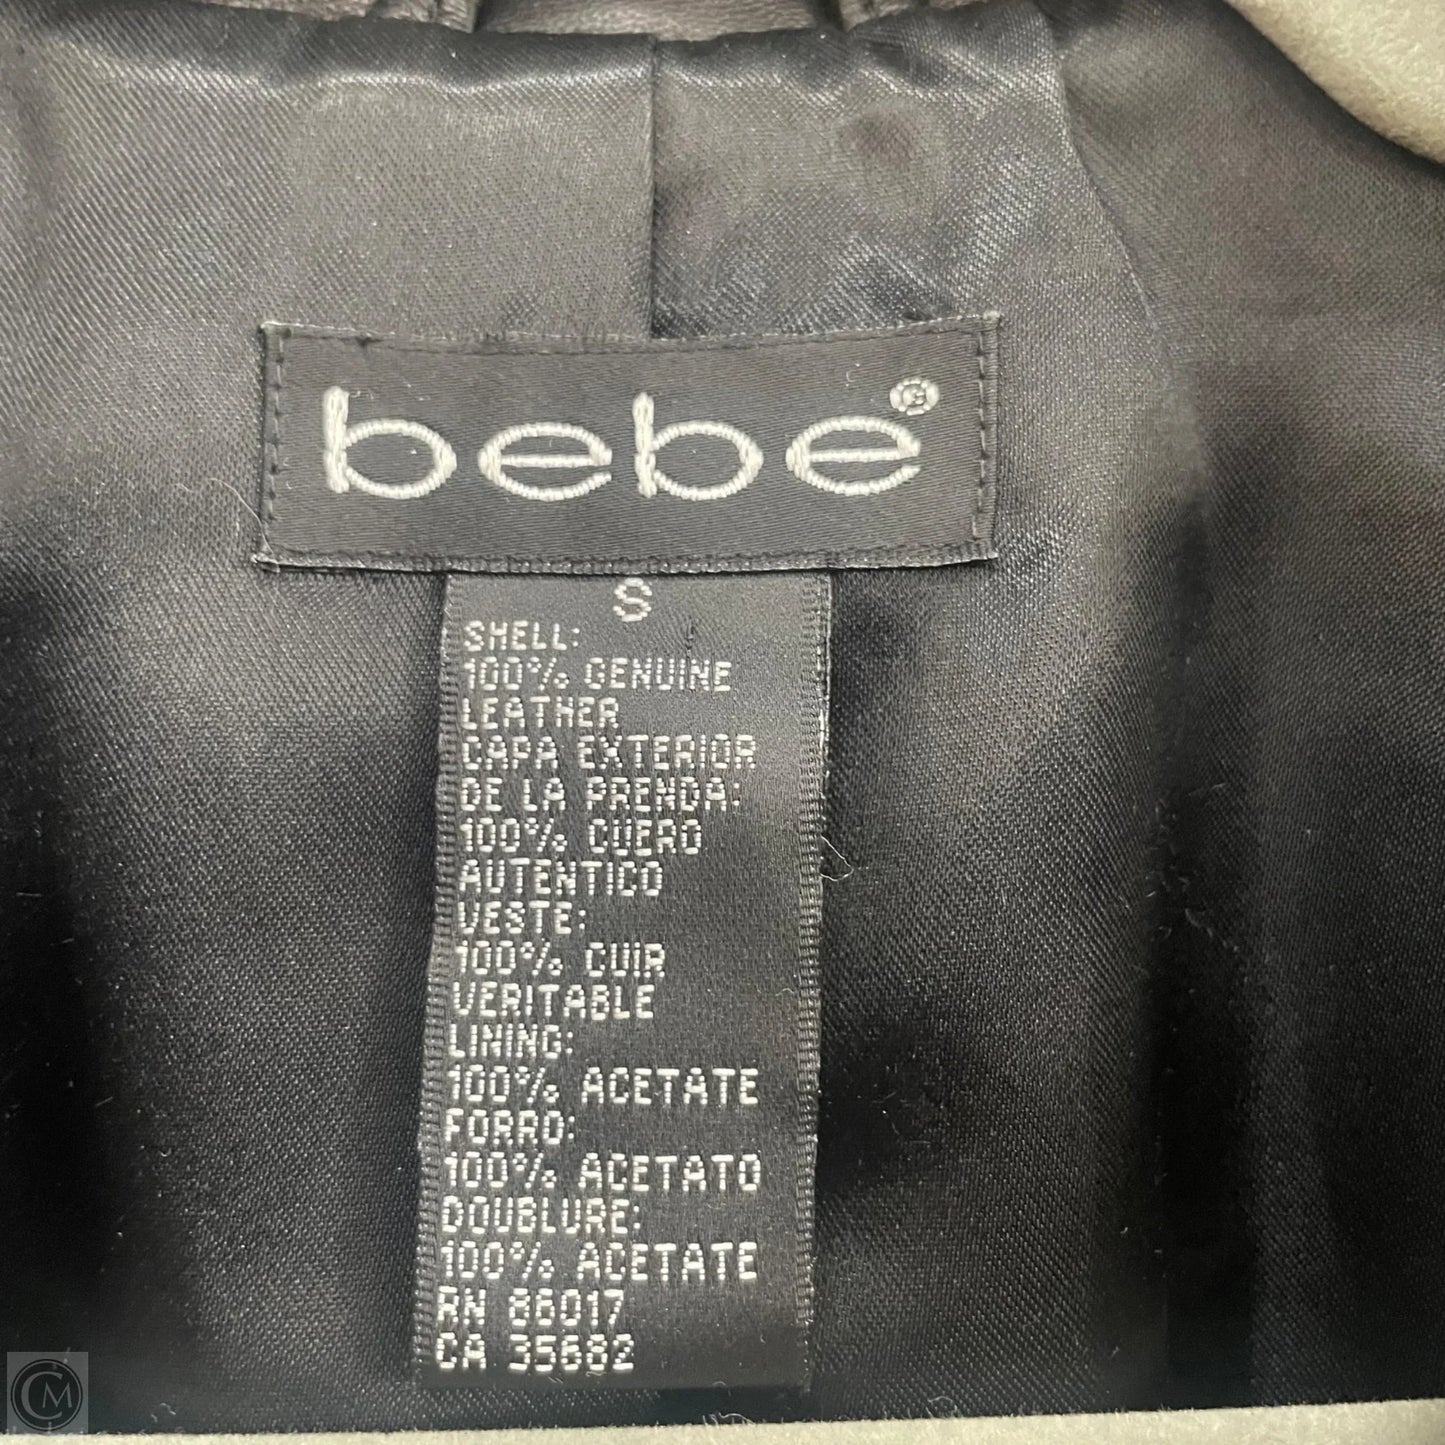 bebe®
S
SHELL:
100% GENUINE
LEATHER
CAPA EXTERIOR
DE LA PRENDA:
100% CUERO
AUTENTICO
VESTE:
100% CUIR
VERITABLE
LINING:
100% ACETATE
FORRO:
100% ACETATO
DOUBLURE:
100% ACETATE
RN 86017
CA 35682
CM